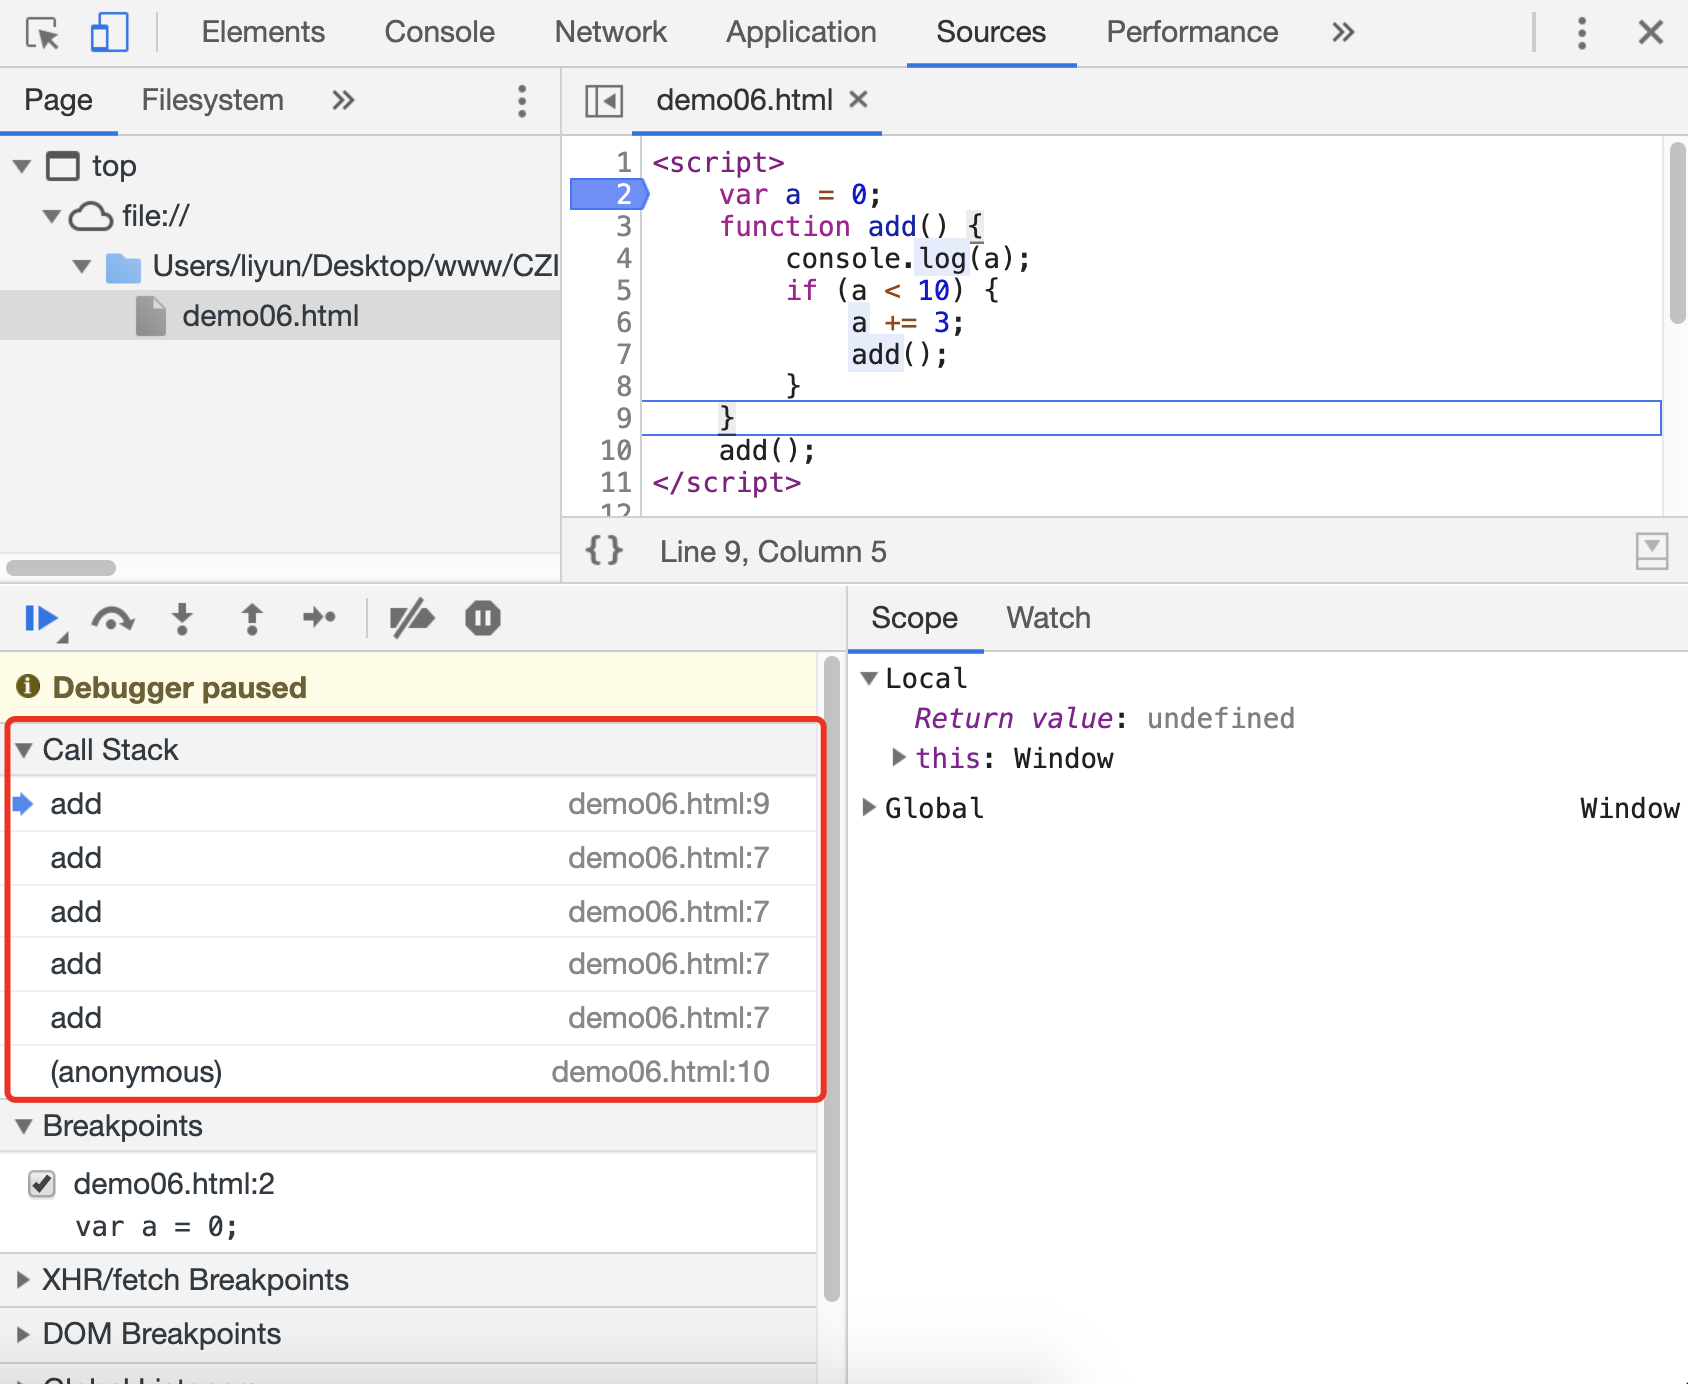 Elements Console Network Application Sources Performance »
Page Filesystem »
demo06.html ×
top
file://
Users/liyun/Desktop/www/CZI
demo06.html
1 <script>
2 var a = 0;
3 function add() {
4 console.log(a);
5 if (a < 10) {
6 a += 3;
7 add();
8 }
9 }
10 add();
11 </script>
12
{} Line 9, Column 5
Debugger paused
Call Stack
add demo06.html:9
add demo06.html:7
add demo06.html:7
add demo06.html:7
add demo06.html:7
(anonymous) demo06.html:10
Breakpoints
demo06.html:2
var a = 0;
XHR/fetch Breakpoints
DOM Breakpoints
Scope Watch
Local
Return value: undefined
this: Window
Global Window